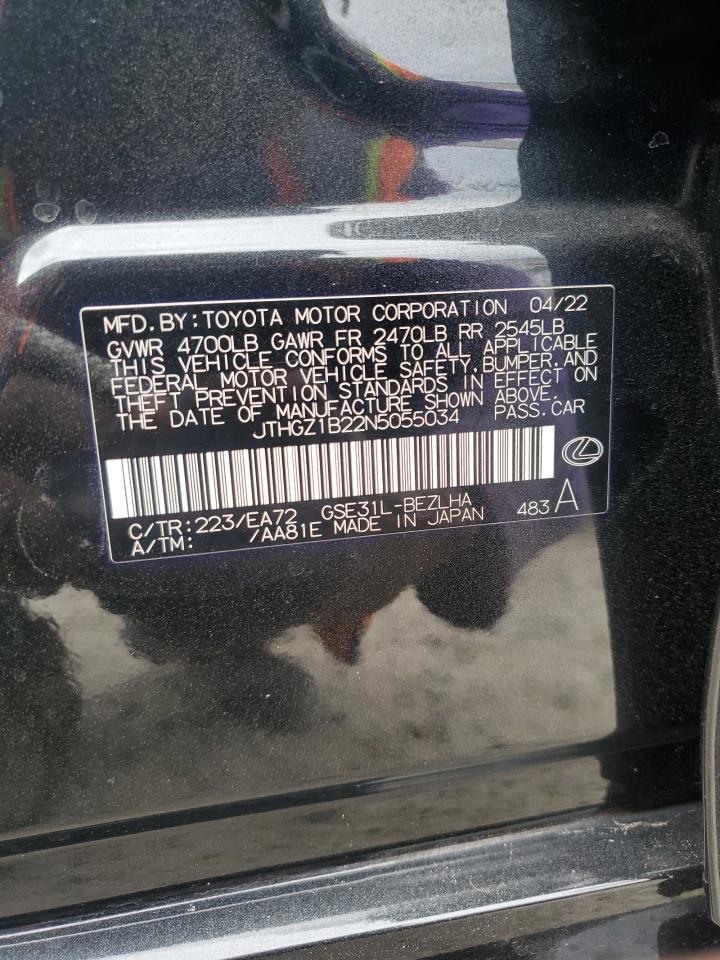 MFD.BY:TOYOTA MOTOR CORPORATION 04/22
GVWR 4700LB GAWR FR 2470LB RR 2545LB
THIS VEHICLE CONFORMS TO ALL APPLICABLE
FEDERAL MOTOR VEHICLE SAFETY,BUMPER,AND
THEFT PREVENTION STANDARDS IN EFFECT ON
THE DATE OF MANUFACTURE SHOWN ABOVE.
JTHGZ1B22N5055034 PASS.CAR
C/TR:223/EA72 GSE31L-BEZLHA
A/TM: /AA81E MADE IN JAPAN 483 A